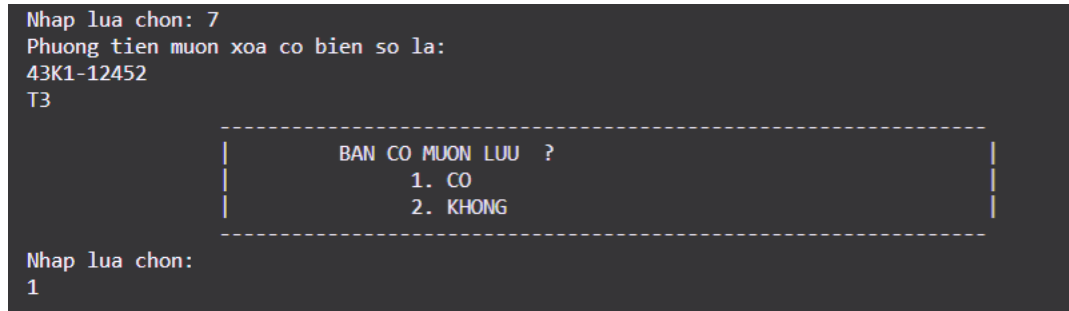 Nhap lua chon: 7
Phuong tien muon xoa co bien so la:
43K1-12452
T3
----------------------------------------------------------------
| BAN CO MUON LUU ? |
| 1. CO |
| 2. KHONG |
----------------------------------------------------------------
Nhap lua chon:
1